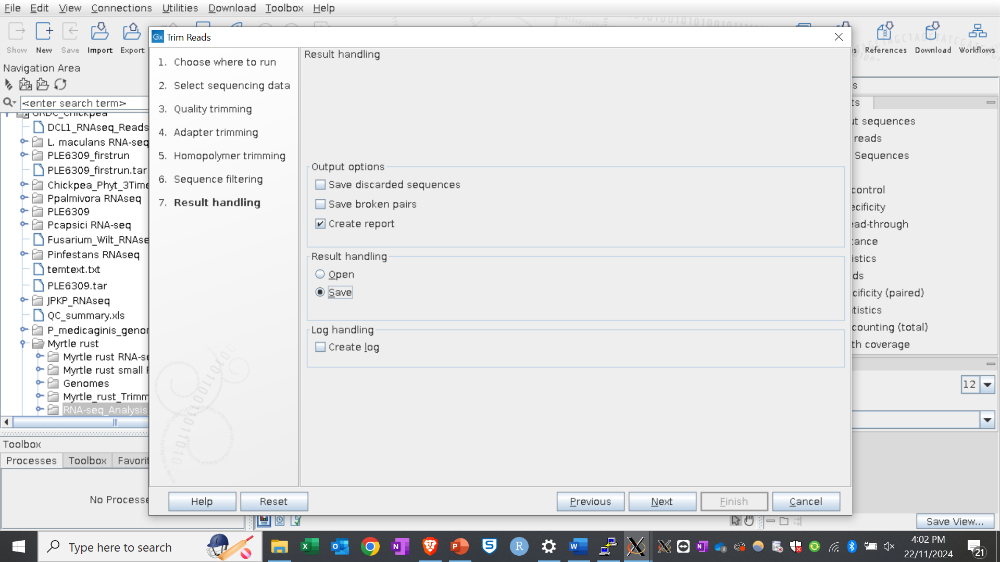 File Edit View Connections Utilities Download Toolbox Help
Show New Save Import Export
References Download Workflows
Navigation Area
<enter search term>
GRDC_chickpea
DCL1_RNAseq_Reads
L. maculans RNA-seq
PLE6309_firstrun
PLE6309_firstrun.tar
Chickpea_Phyt_3Time
Ppalmivora RNAseq
PLE6309
Pcapsici RNA-seq
Fusarium_Wilt_RNAse
Pinfestans RNAseq
temtext.txt
PLE6309.tar
JPKP_RNAseq
QC_summary.xls
P_medicaginis_genor
Myrtle rust
Myrtle rust RNA-se
Myrtle rust small
Genomes
Myrtle_rust_Trimm
RNA-seq_Analysis
Toolbox
Processes Toolbox Favorit
No Processe
Gx Trim Reads
1. Choose where to run
2. Select sequencing data
3. Quality trimming
4. Adapter trimming
5. Homopolymer trimming
6. Sequence filtering
7. Result handling
Result handling
Output options
Save discarded sequences
Save broken pairs
Create report
Result handling
Open
Save
Log handling
Create log
Help Reset Previous Next Finish Cancel
s
ts
ut sequences
reads
Sequences
control
ecificity
ead-through
tance
istics
ds
cificity (paired)
tistics
counting (total)
th coverage
12
Save View...
Type here to search
4:02 PM
22/11/2024
21